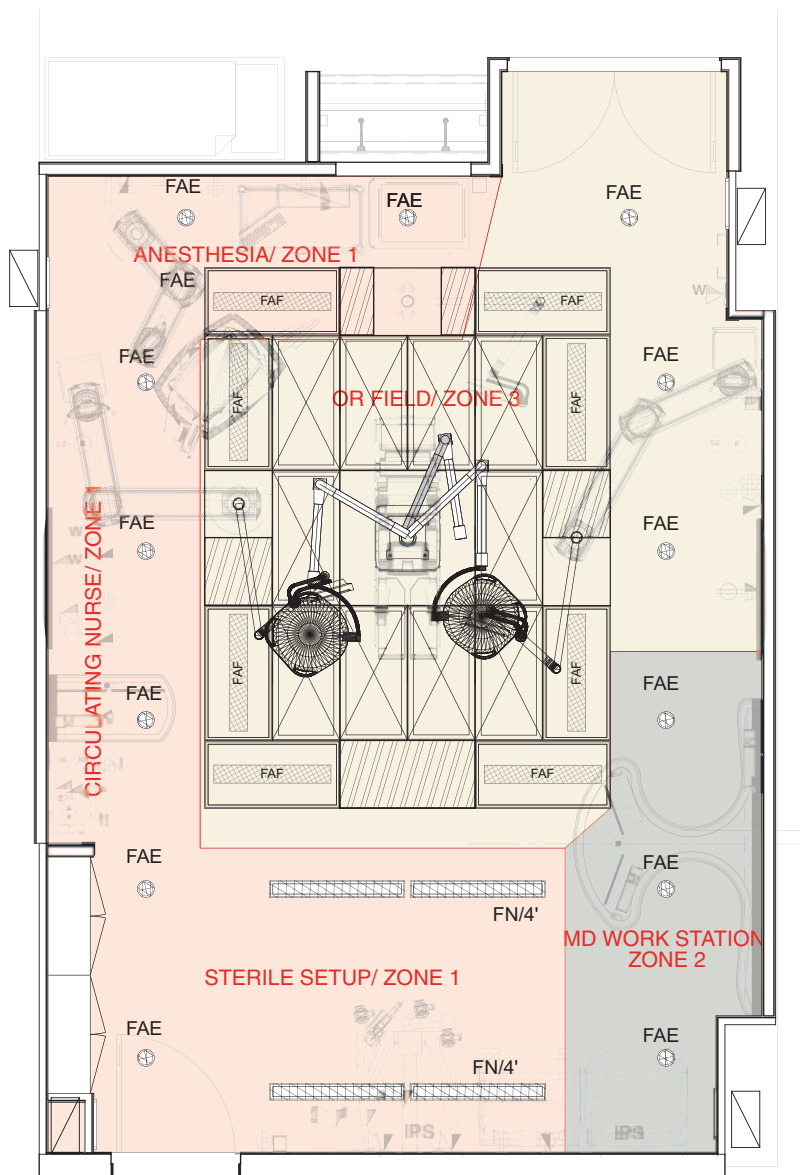 FAE
FAE
FAE
ANESTHESIA/ ZONE 1
FAE
W
FAF
FAF
FAE
FAE
OR FIELD/ ZONE 3
FAF
FAF
CIRCULATING NURSE/ ZONE 1
FAE
FAE
W
W
FAF
FAF
FAE
FAE
FAF
FAF
FAE
FAE
FN/4'
MD WORK STATION
ZONE 2
STERILE SETUP/ ZONE 1
FAE
FAE
FN/4'
IPS